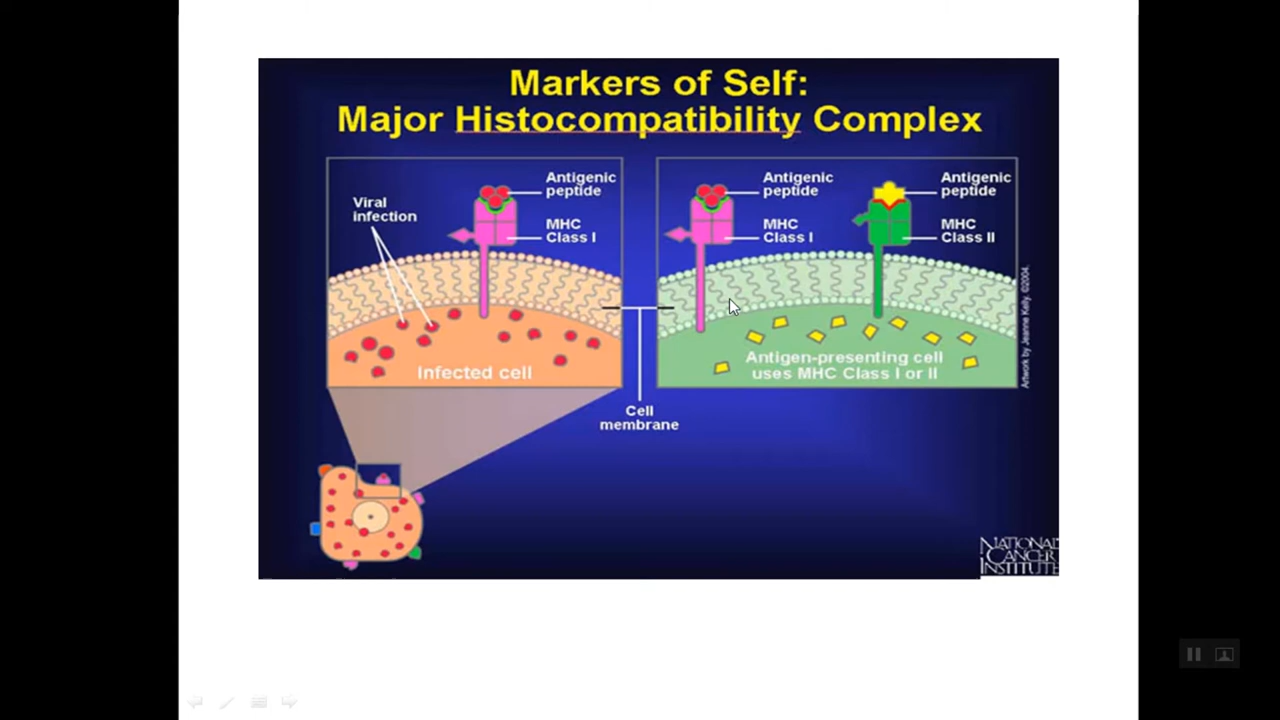 Markers of Self:
Major Histocompatibility Complex
Viral
infection
Antigenic
peptide
MHC
Class I
Infected cell
Antigenic
peptide
MHC
Class I
Antigenic
peptide
MHC
Class II
Antigen-presenting cell
uses MHC Class I or II
Cell
membrane
Artwork by Jeanne Kelly. ©2004.
NATIONAL
CANCER
INSTITUTE